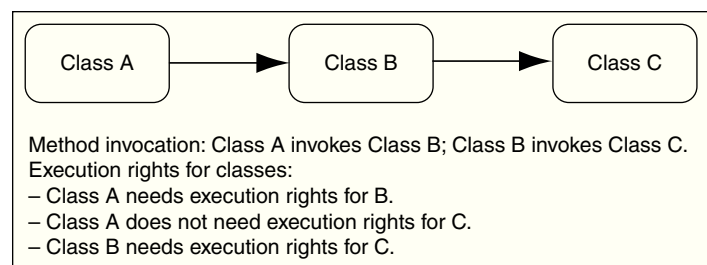 Class A
Class B
Class C
Method invocation: Class A invokes Class B; Class B invokes Class C.
Execution rights for classes:
– Class A needs execution rights for B.
– Class A does not need execution rights for C.
– Class B needs execution rights for C.